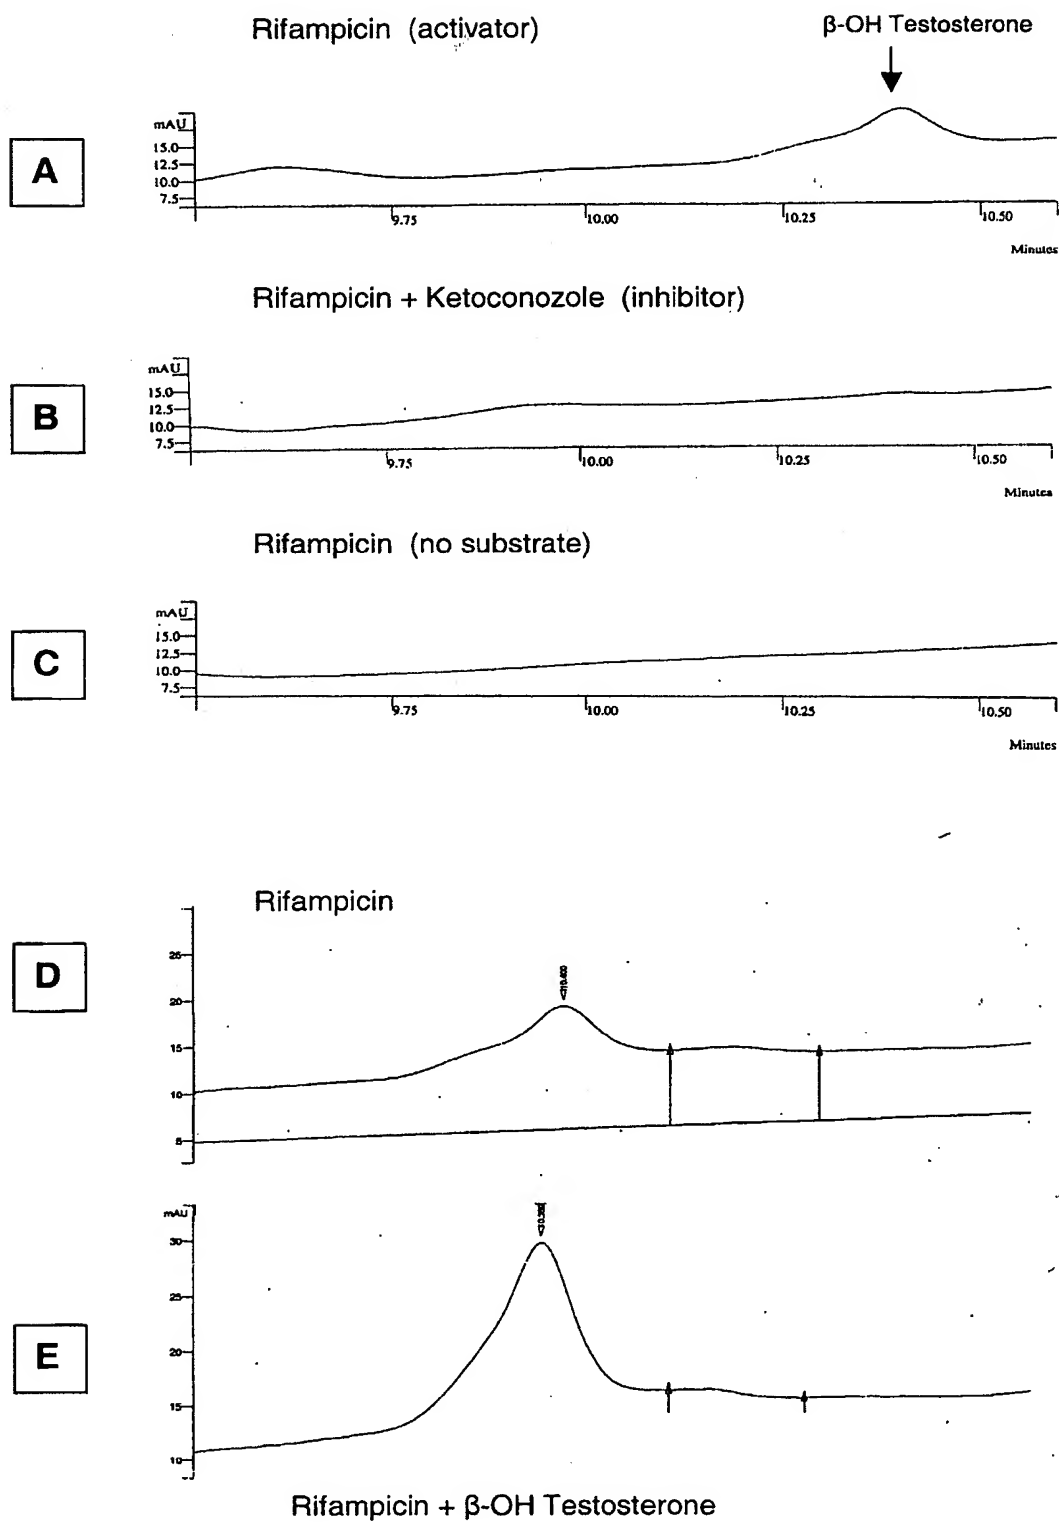 Rifampicin (activator)
β-OH Testosterone
A
mAU
15.0
12.5
10.0
7.5
9.75
10.00
10.25
10.50
Minutes
Rifampicin + Ketoconozole (inhibitor)
B
mAU
15.0
12.5
10.0
7.5
9.75
10.00
10.25
10.50
Minutes
Rifampicin (no substrate)
C
mAU
15.0
12.5
10.0
7.5
9.75
10.00
10.25
10.50
Minutes
Rifampicin
D
25
20
15
10
5
E
mAU
30
25
20
15
10
Rifampicin + β-OH Testosterone